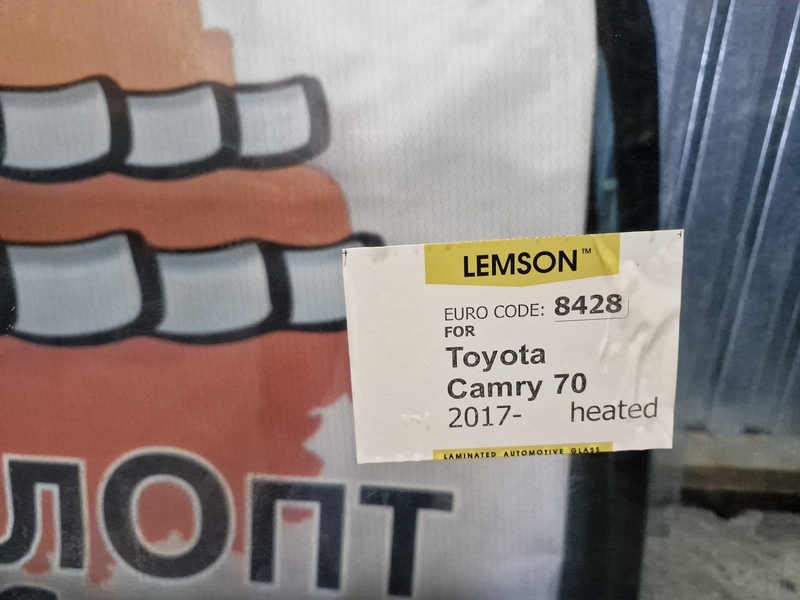 LEMSON™
EURO CODE: 8428
FOR
Toyota
Camry 70
2017- heated
LAMINATED AUTOMOTIVE GLASS
ЛОПТ